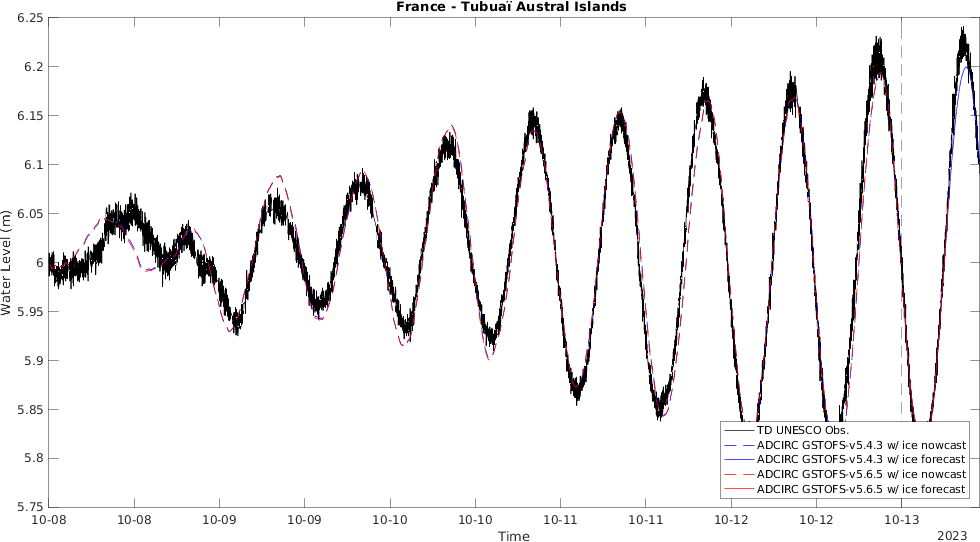 France - Tubuaï Austral Islands
6.25
6.2
6.15
6.1
6.05
6
5.95
5.9
5.85
5.8
5.75
Water Level (m)
TD UNESCO Obs.
ADCIRC GSTOFS-v5.4.3 w/ ice nowcast
ADCIRC GSTOFS-v5.4.3 w/ ice forecast
ADCIRC GSTOFS-v5.6.5 w/ ice nowcast
ADCIRC GSTOFS-v5.6.5 w/ ice forecast
10-08 10-08 10-09 10-09 10-10 10-10 10-11 10-11 10-12 10-12 10-13
Time
2023